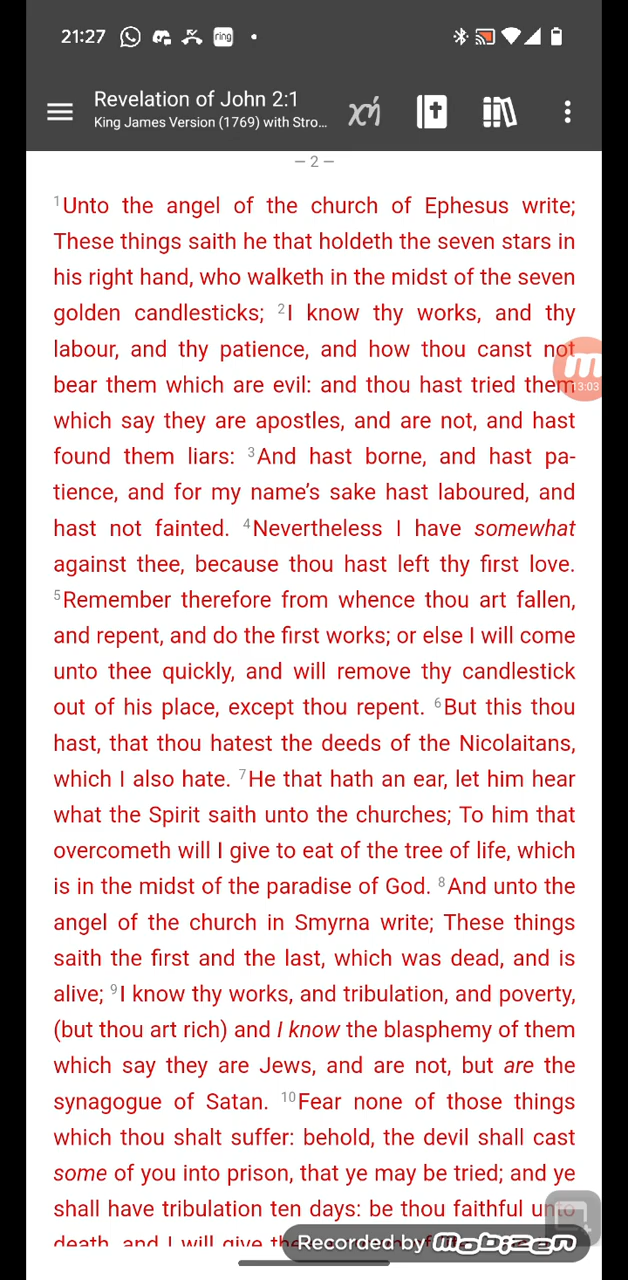 21:27 ring
Revelation of John 2:1
King James Version (1769) with Stro...
χή
– 2 –
1Unto the angel of the church of Ephesus write;
These things saith he that holdeth the seven stars in
his right hand, who walketh in the midst of the seven
golden candlesticks; 2I know thy works, and thy
labour, and thy patience, and how thou canst not
bear them which are evil: and thou hast tried them
13:03
which say they are apostles, and are not, and hast
found them liars: 3And hast borne, and hast pa-
tience, and for my name’s sake hast laboured, and
hast not fainted. 4Nevertheless I have somewhat
against thee, because thou hast left thy first love.
5Remember therefore from whence thou art fallen,
and repent, and do the first works; or else I will come
unto thee quickly, and will remove thy candlestick
out of his place, except thou repent. 6But this thou
hast, that thou hatest the deeds of the Nicolaitans,
which I also hate. 7He that hath an ear, let him hear
what the Spirit saith unto the churches; To him that
overcometh will I give to eat of the tree of life, which
is in the midst of the paradise of God. 8And unto the
angel of the church in Smyrna write; These things
saith the first and the last, which was dead, and is
alive; 9I know thy works, and tribulation, and poverty,
(but thou art rich) and I know the blasphemy of them
which say they are Jews, and are not, but are the
synagogue of Satan. 10Fear none of those things
which thou shalt suffer: behold, the devil shall cast
some of you into prison, that ye may be tried; and ye
shall have tribulation ten days: be thou faithful unto
death, and I will give
Recorded by mobizen